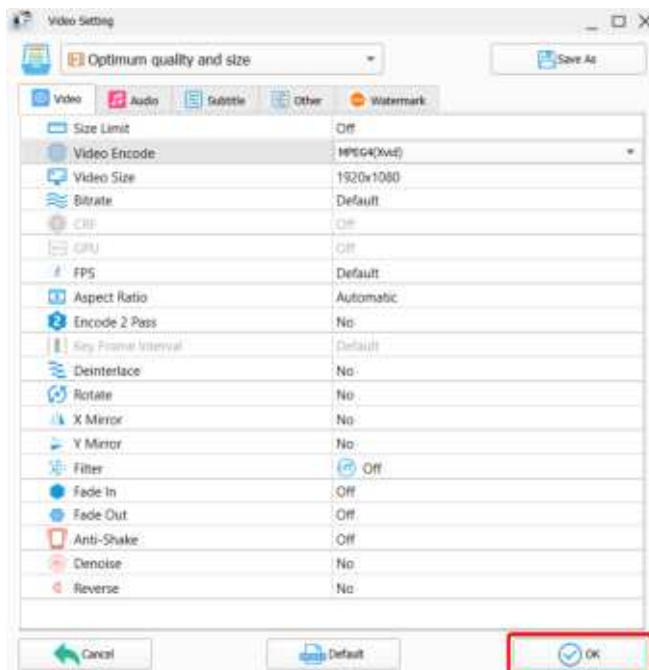 Video Setting
Optimum quality and size
Save As
Video Audio Subtitle Other Watermark
Size Limit Off
Video Encode MPEG4(Xvid)
Video Size 1920x1080
Bitrate Default
CRF Off
GPU Off
FPS Default
Aspect Ratio Automatic
Encode 2 Pass No
Key Frame Interval Default
Deinterlace No
Rotate No
X Mirror No
Y Mirror No
Filter Off
Fade In Off
Fade Out Off
Anti-Shake Off
Denoise No
Reverse No
Cancel Default OK